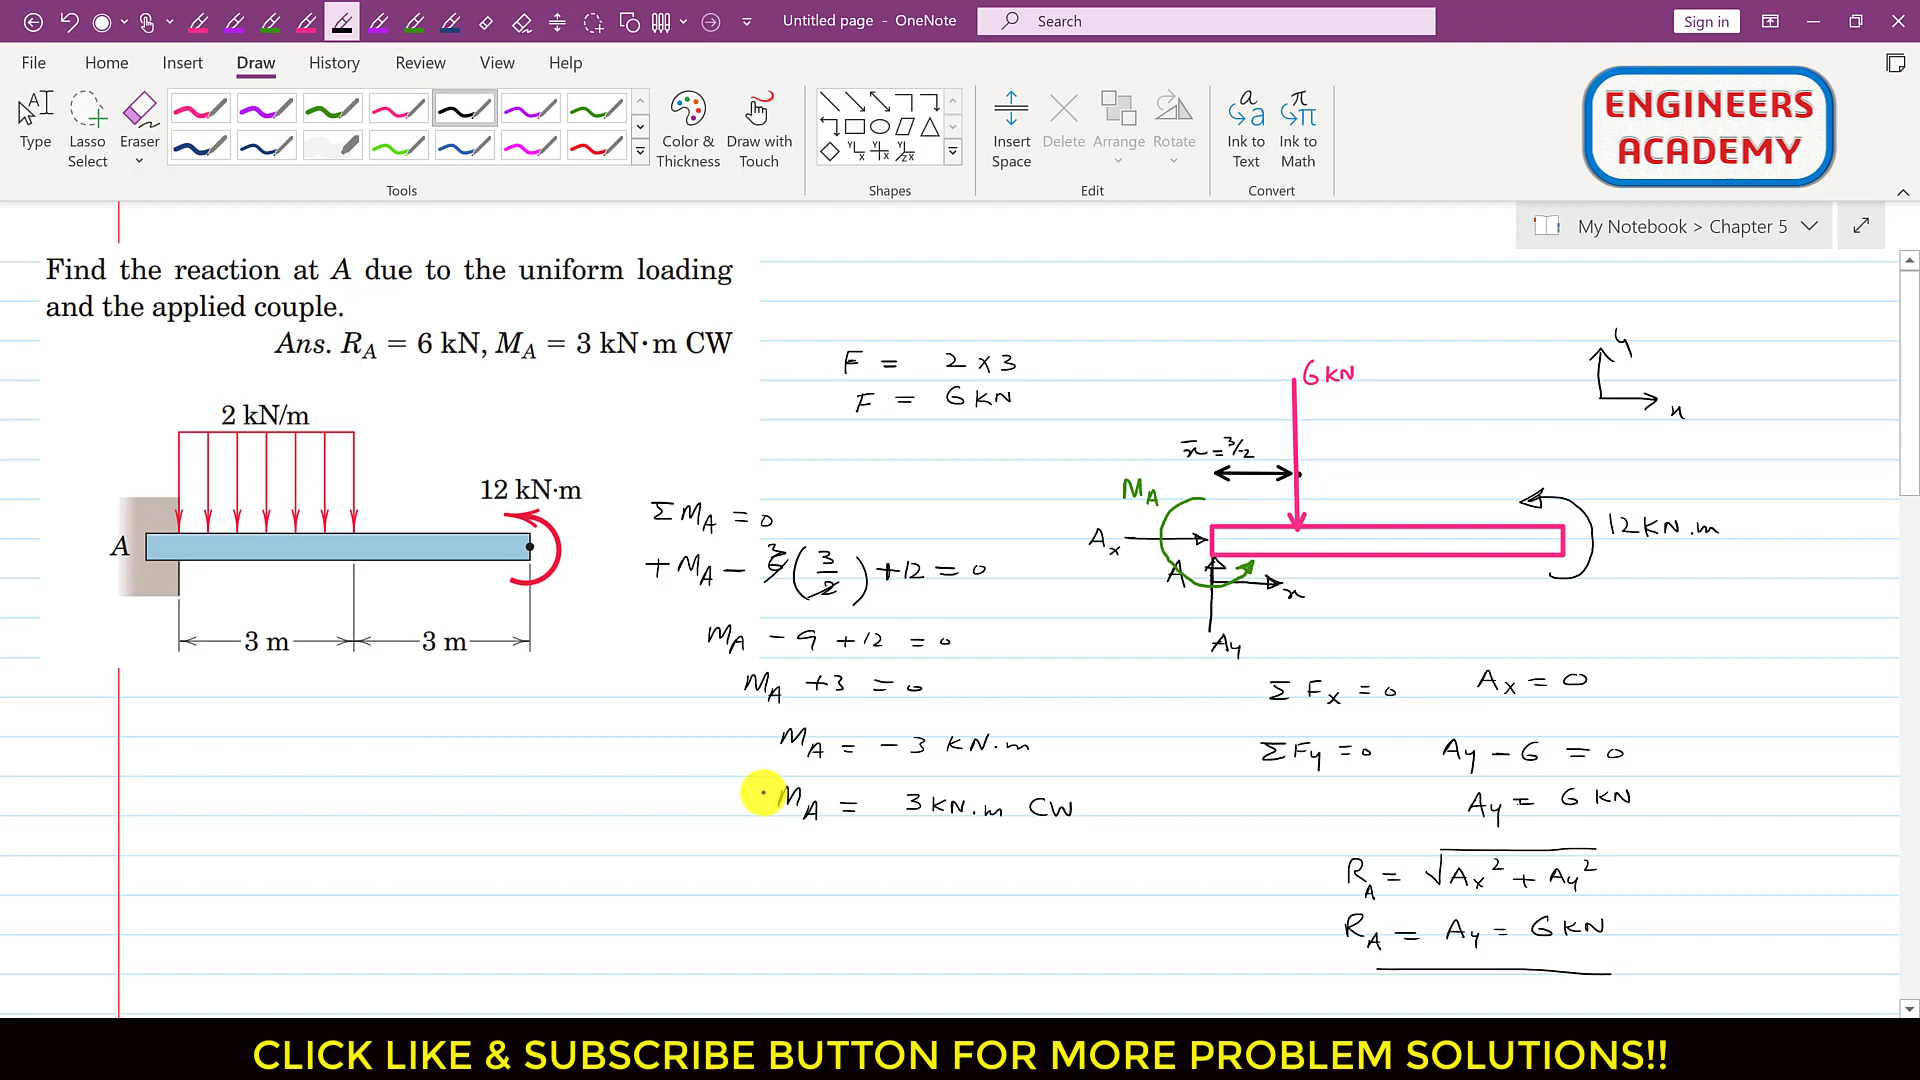 Untitled page - OneNote
Search
Sign in
File Home Insert Draw History Review View Help
Type
Lasso Select
Eraser
Color & Thickness
Draw with Touch
Insert Space
Delete
Arrange
Rotate
Ink to Text
Ink to Math
Tools
Shapes
Edit
Convert
ENGINEERS
ACADEMY
My Notebook > Chapter 5
Find the reaction at A due to the uniform loading
and the applied couple.
Ans. R_A = 6 kN, M_A = 3 kN·m CW
2 kN/m
12 kN·m
A
3 m
3 m
F = 2 × 3
F = 6 KN
ΣM_A = 0
+M_A - 6 3 (3/2) +12 = 0
M_A - 9 +12 = 0
M_A +3 = 0
M_A = -3 KN.m
M_A = 3 KN.m CW
6 KN
y
x
x̄ = 3/2
M_A
A_x
A
x
A_y
12 KN.m
ΣF_x = 0 A_x = 0
ΣF_y = 0 A_y - 6 = 0
A_y = 6 KN
R_A = √A_x² + A_y²
R_A = A_y = 6 KN
CLICK LIKE & SUBSCRIBE BUTTON FOR MORE PROBLEM SOLUTIONS!!